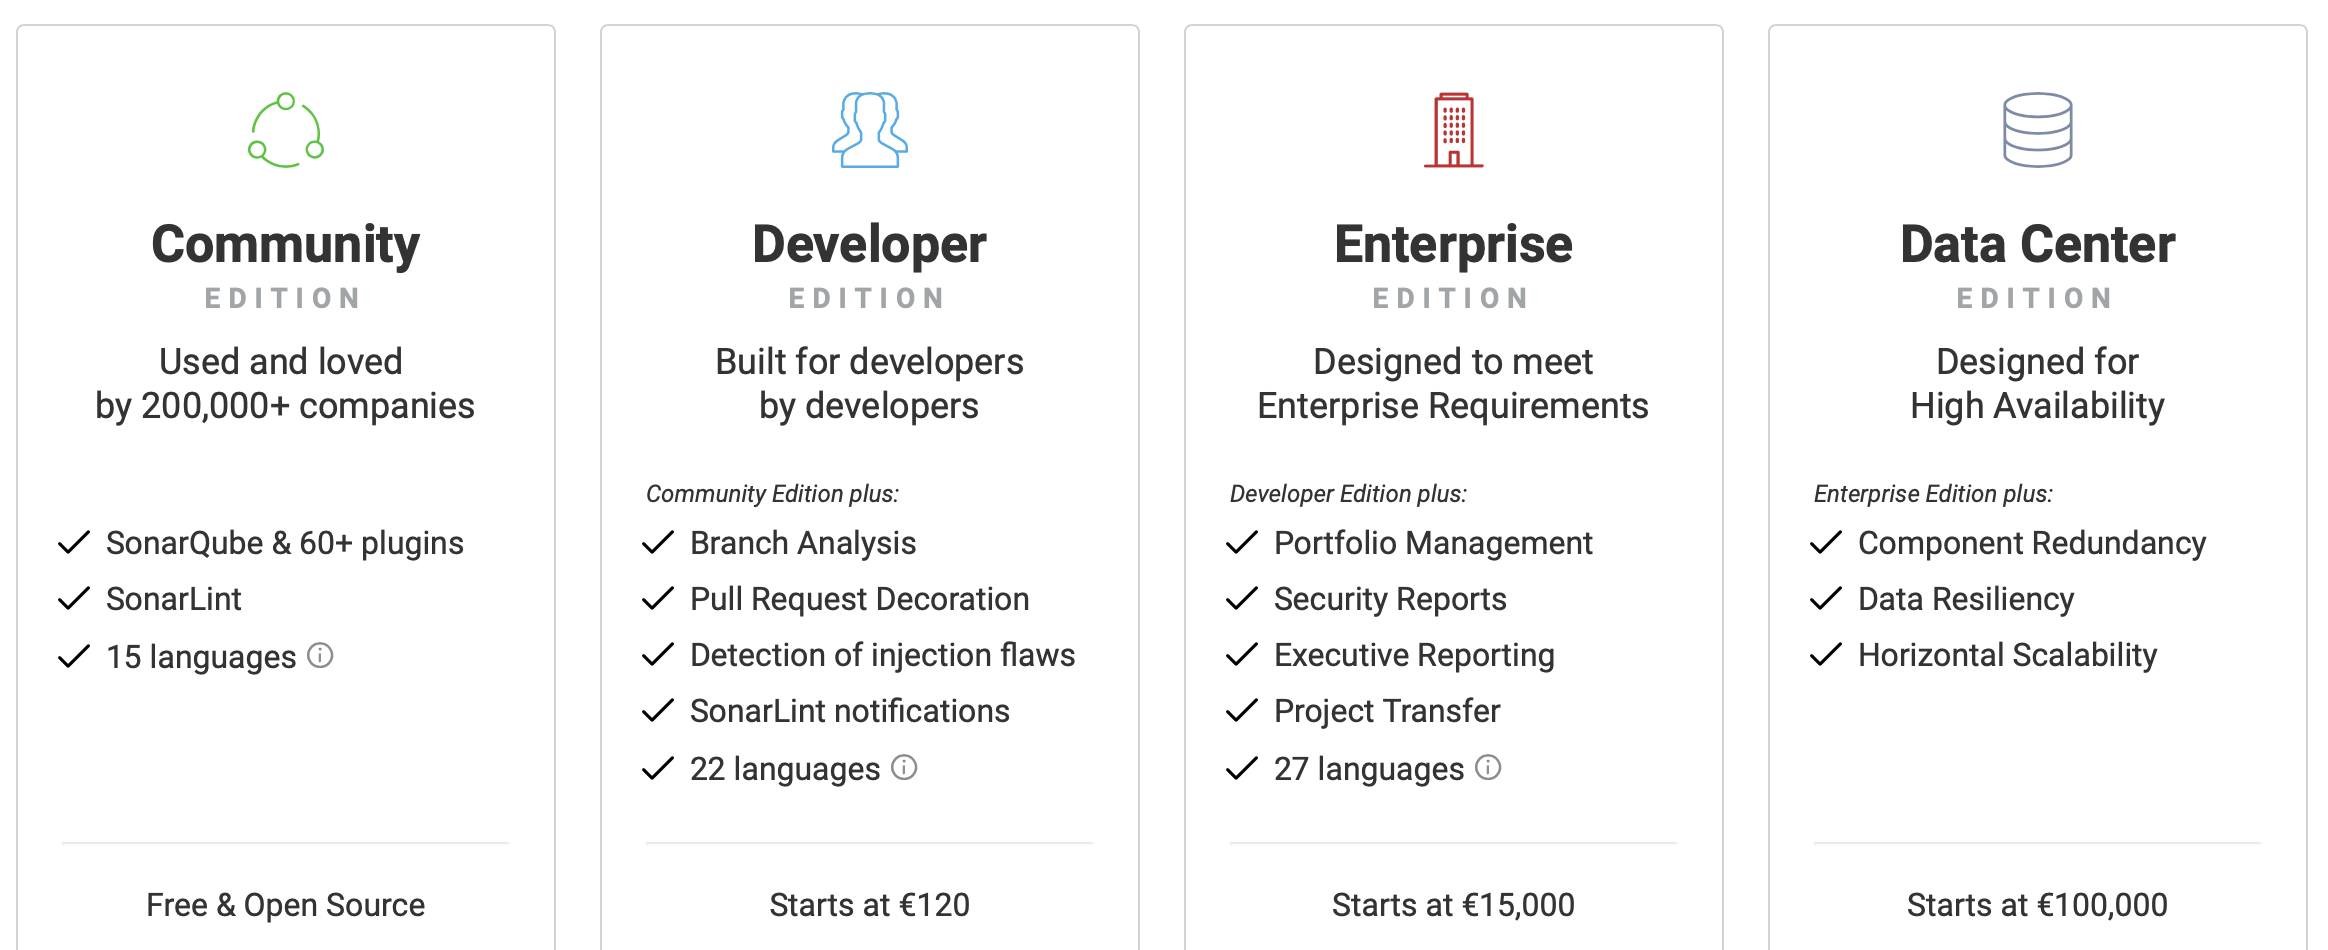 Community
EDITION
Used and loved
by 200,000+ companies
SonarQube & 60+ plugins
SonarLint
15 languages
Free & Open Source
Developer
EDITION
Built for developers
by developers
Community Edition plus:
Branch Analysis
Pull Request Decoration
Detection of injection flaws
SonarLint notifications
22 languages
Starts at €120
Enterprise
EDITION
Designed to meet
Enterprise Requirements
Developer Edition plus:
Portfolio Management
Security Reports
Executive Reporting
Project Transfer
27 languages
Starts at €15,000
Data Center
EDITION
Designed for
High Availability
Enterprise Edition plus:
Component Redundancy
Data Resiliency
Horizontal Scalability
Starts at €100,000